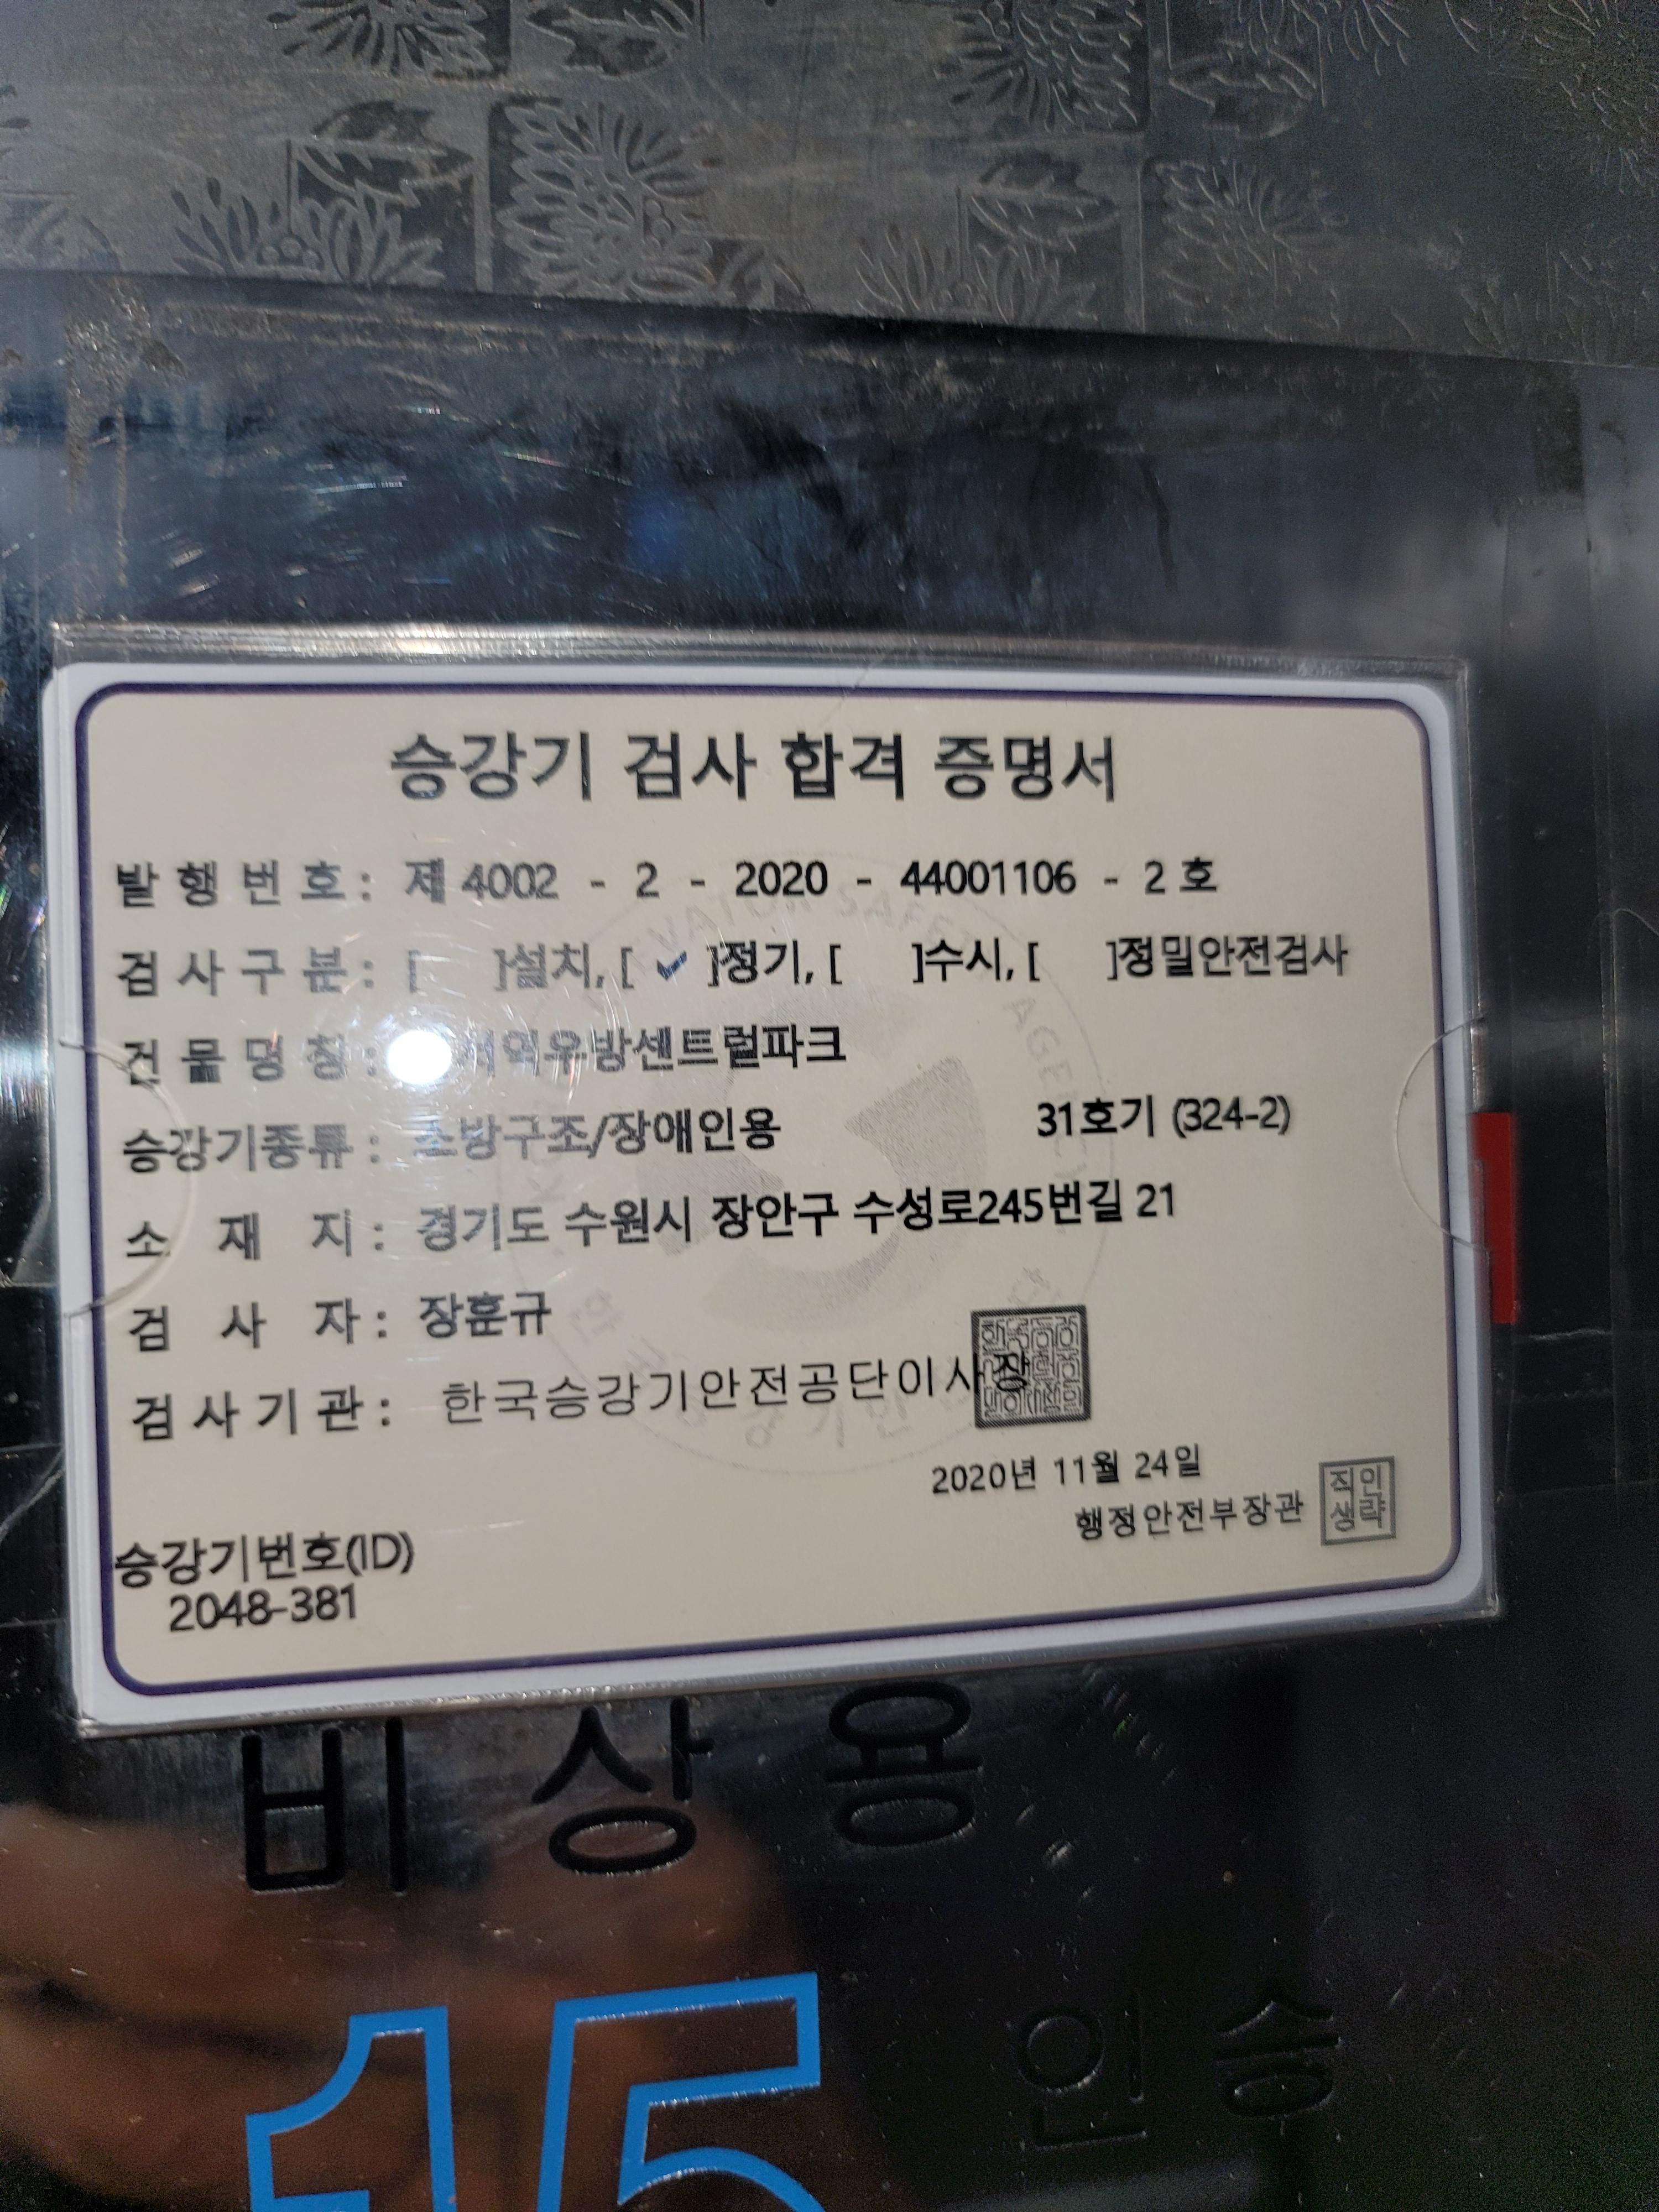 승강기 검사 합격 증명서
발행번호: 제 4002 - 2 - 2020 - 44001106 - 2 호
검사구분: [ ]설치, [ ✓ ]정기, [ ]수시, [ ]정밀안전검사
건물명칭: 석역우방센트럴파크
승강기종류: 소방구조/장애인용 31호기 (324-2)
소재지: 경기도 수원시 장안구 수성로245번길 21
검사자: 장훈규
검사기관: 한국승강기안전공단이사장
2020년 11월 24일
행정안전부장관
직인
생략
승강기번호(ID)
2048-381
비상용
15 인승